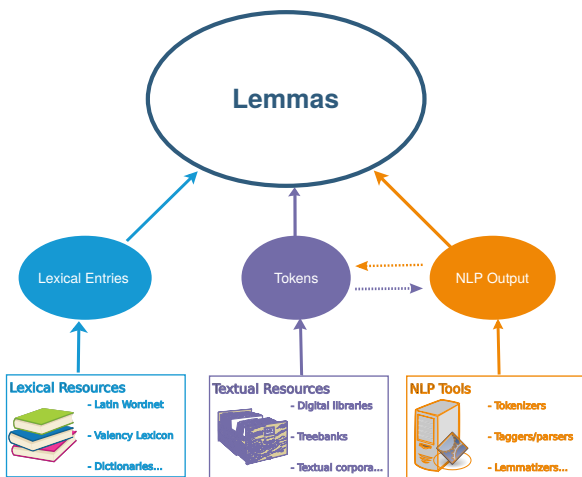 Lemmas
Lexical Entries
Tokens
NLP Output
Lexical Resources
- Latin Wordnet
- Valency Lexicon
- Dictionaries...
Textual Resources
- Digital libraries
- Treebanks
- Textual corpora...
NLP Tools
- Tokenizers
- Taggers/parsers
- Lemmatizers...